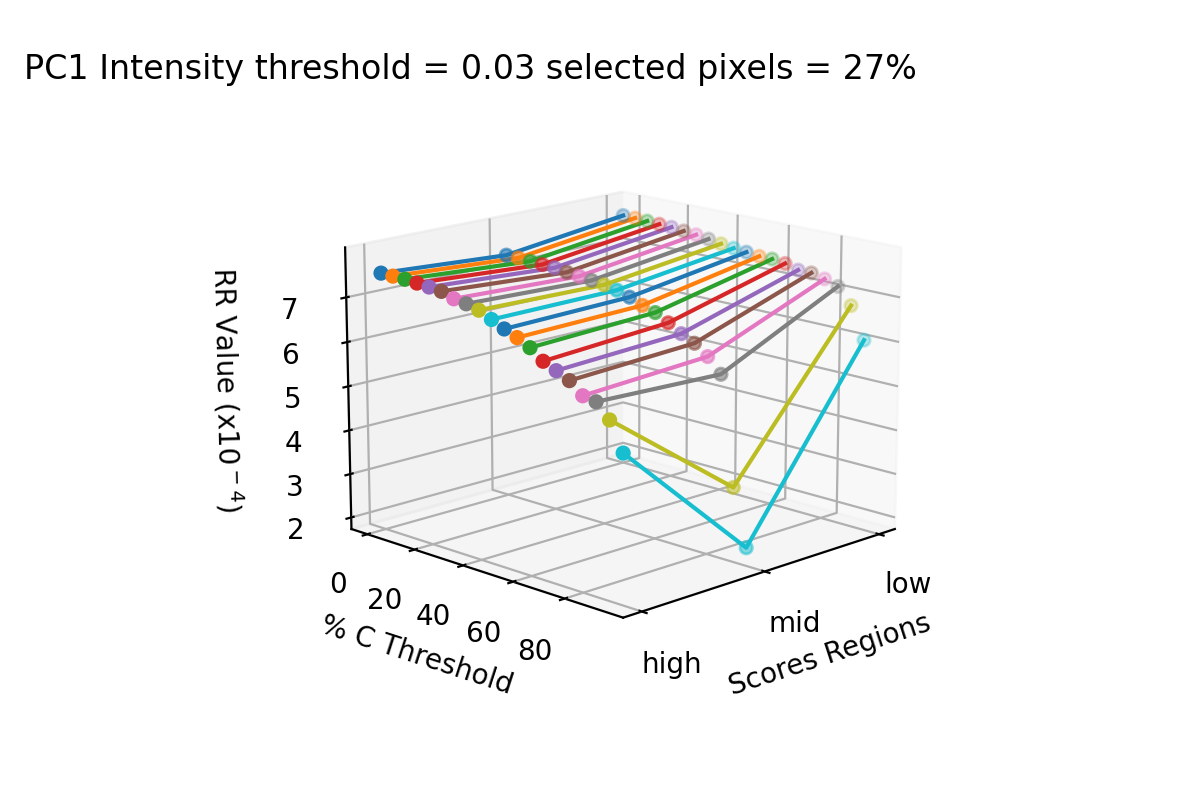 PC1 Intensity threshold = 0.03 selected pixels = 27%
RR Value (x10⁻⁴)
7
6
5
4
3
2
0
20
40
60
80
% C Threshold
high
mid
low
Scores Regions